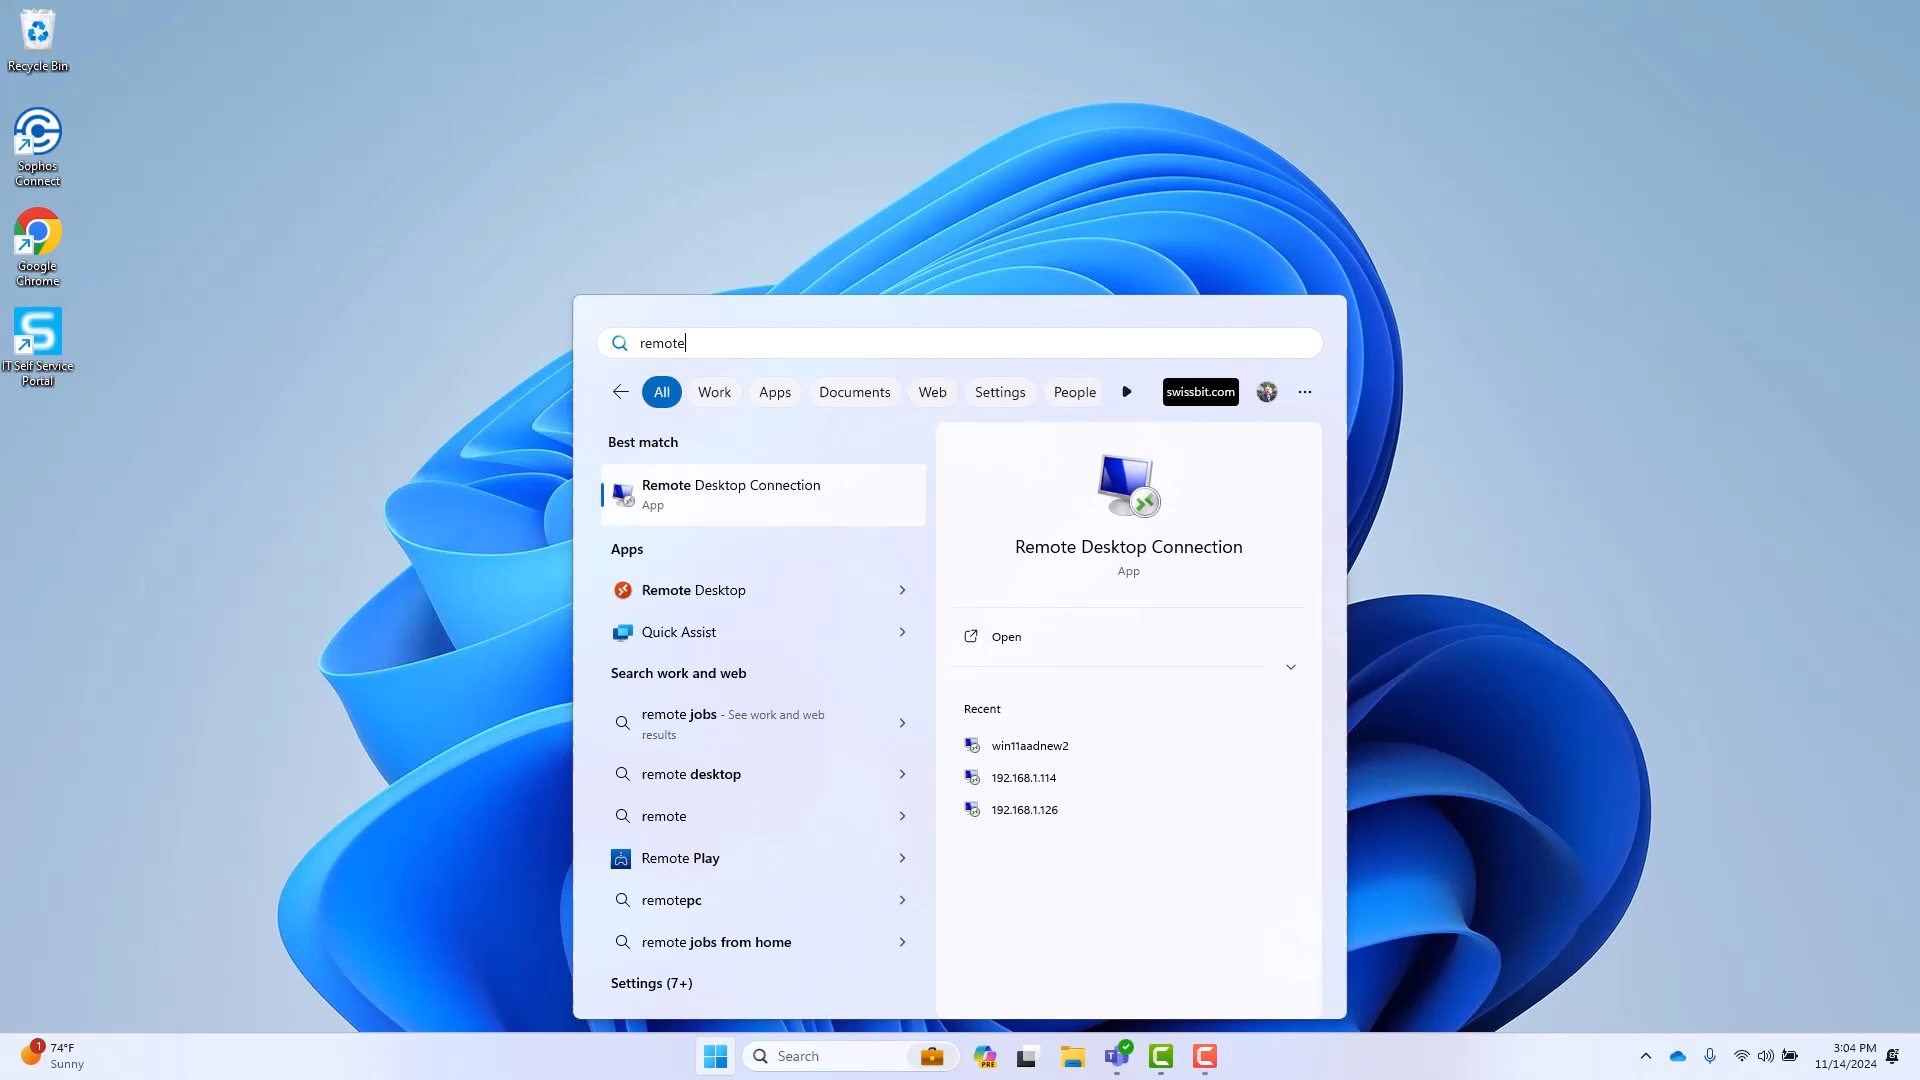 Recycle Bin
Sophos
Connect
Google
Chrome
IT Self Service
Portal
remote
All
Work
Apps
Documents
Web
Settings
People
swissbit.com
Best match
Remote Desktop Connection
App
Apps
Remote Desktop
Quick Assist
Search work and web
remote jobs - See work and web
results
remote desktop
remote
Remote Play
remotepc
remote jobs from home
Settings (7+)
Remote Desktop Connection
App
Open
Recent
win11aadnew2
192.168.1.114
192.168.1.126
1
74°F
Sunny
Search
PRE
3:04 PM
11/14/2024